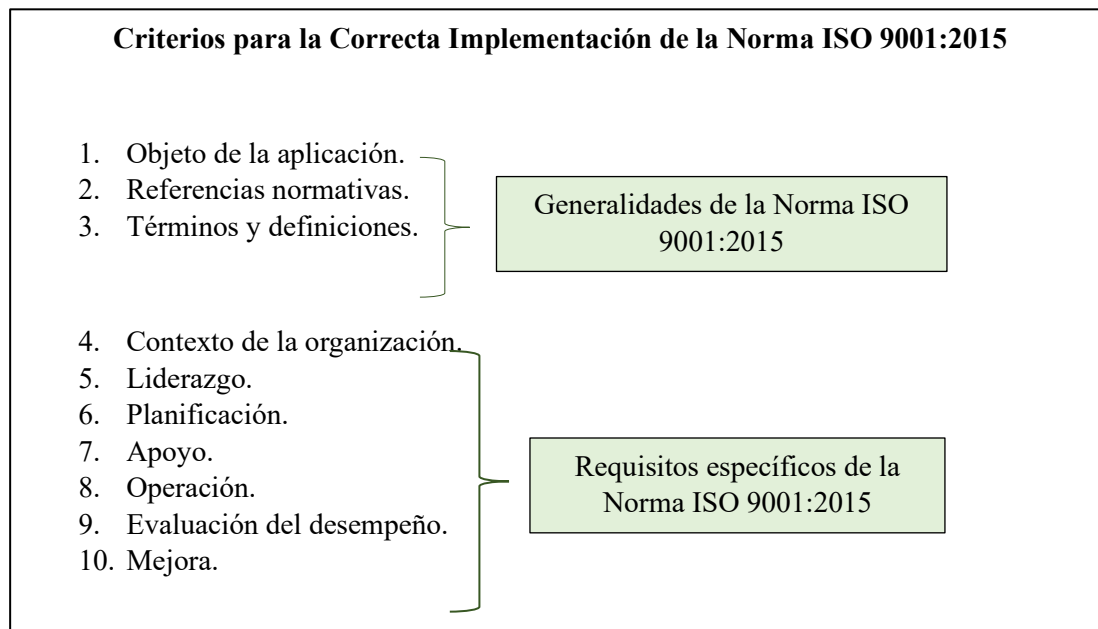 Criterios para la Correcta Implementación de la Norma ISO 9001:2015
1. Objeto de la aplicación.
2. Referencias normativas.
3. Términos y definiciones.
Generalidades de la Norma ISO
9001:2015
4. Contexto de la organización.
5. Liderazgo.
6. Planificación.
7. Apoyo.
8. Operación.
9. Evaluación del desempeño.
10. Mejora.
Requisitos específicos de la
Norma ISO 9001:2015